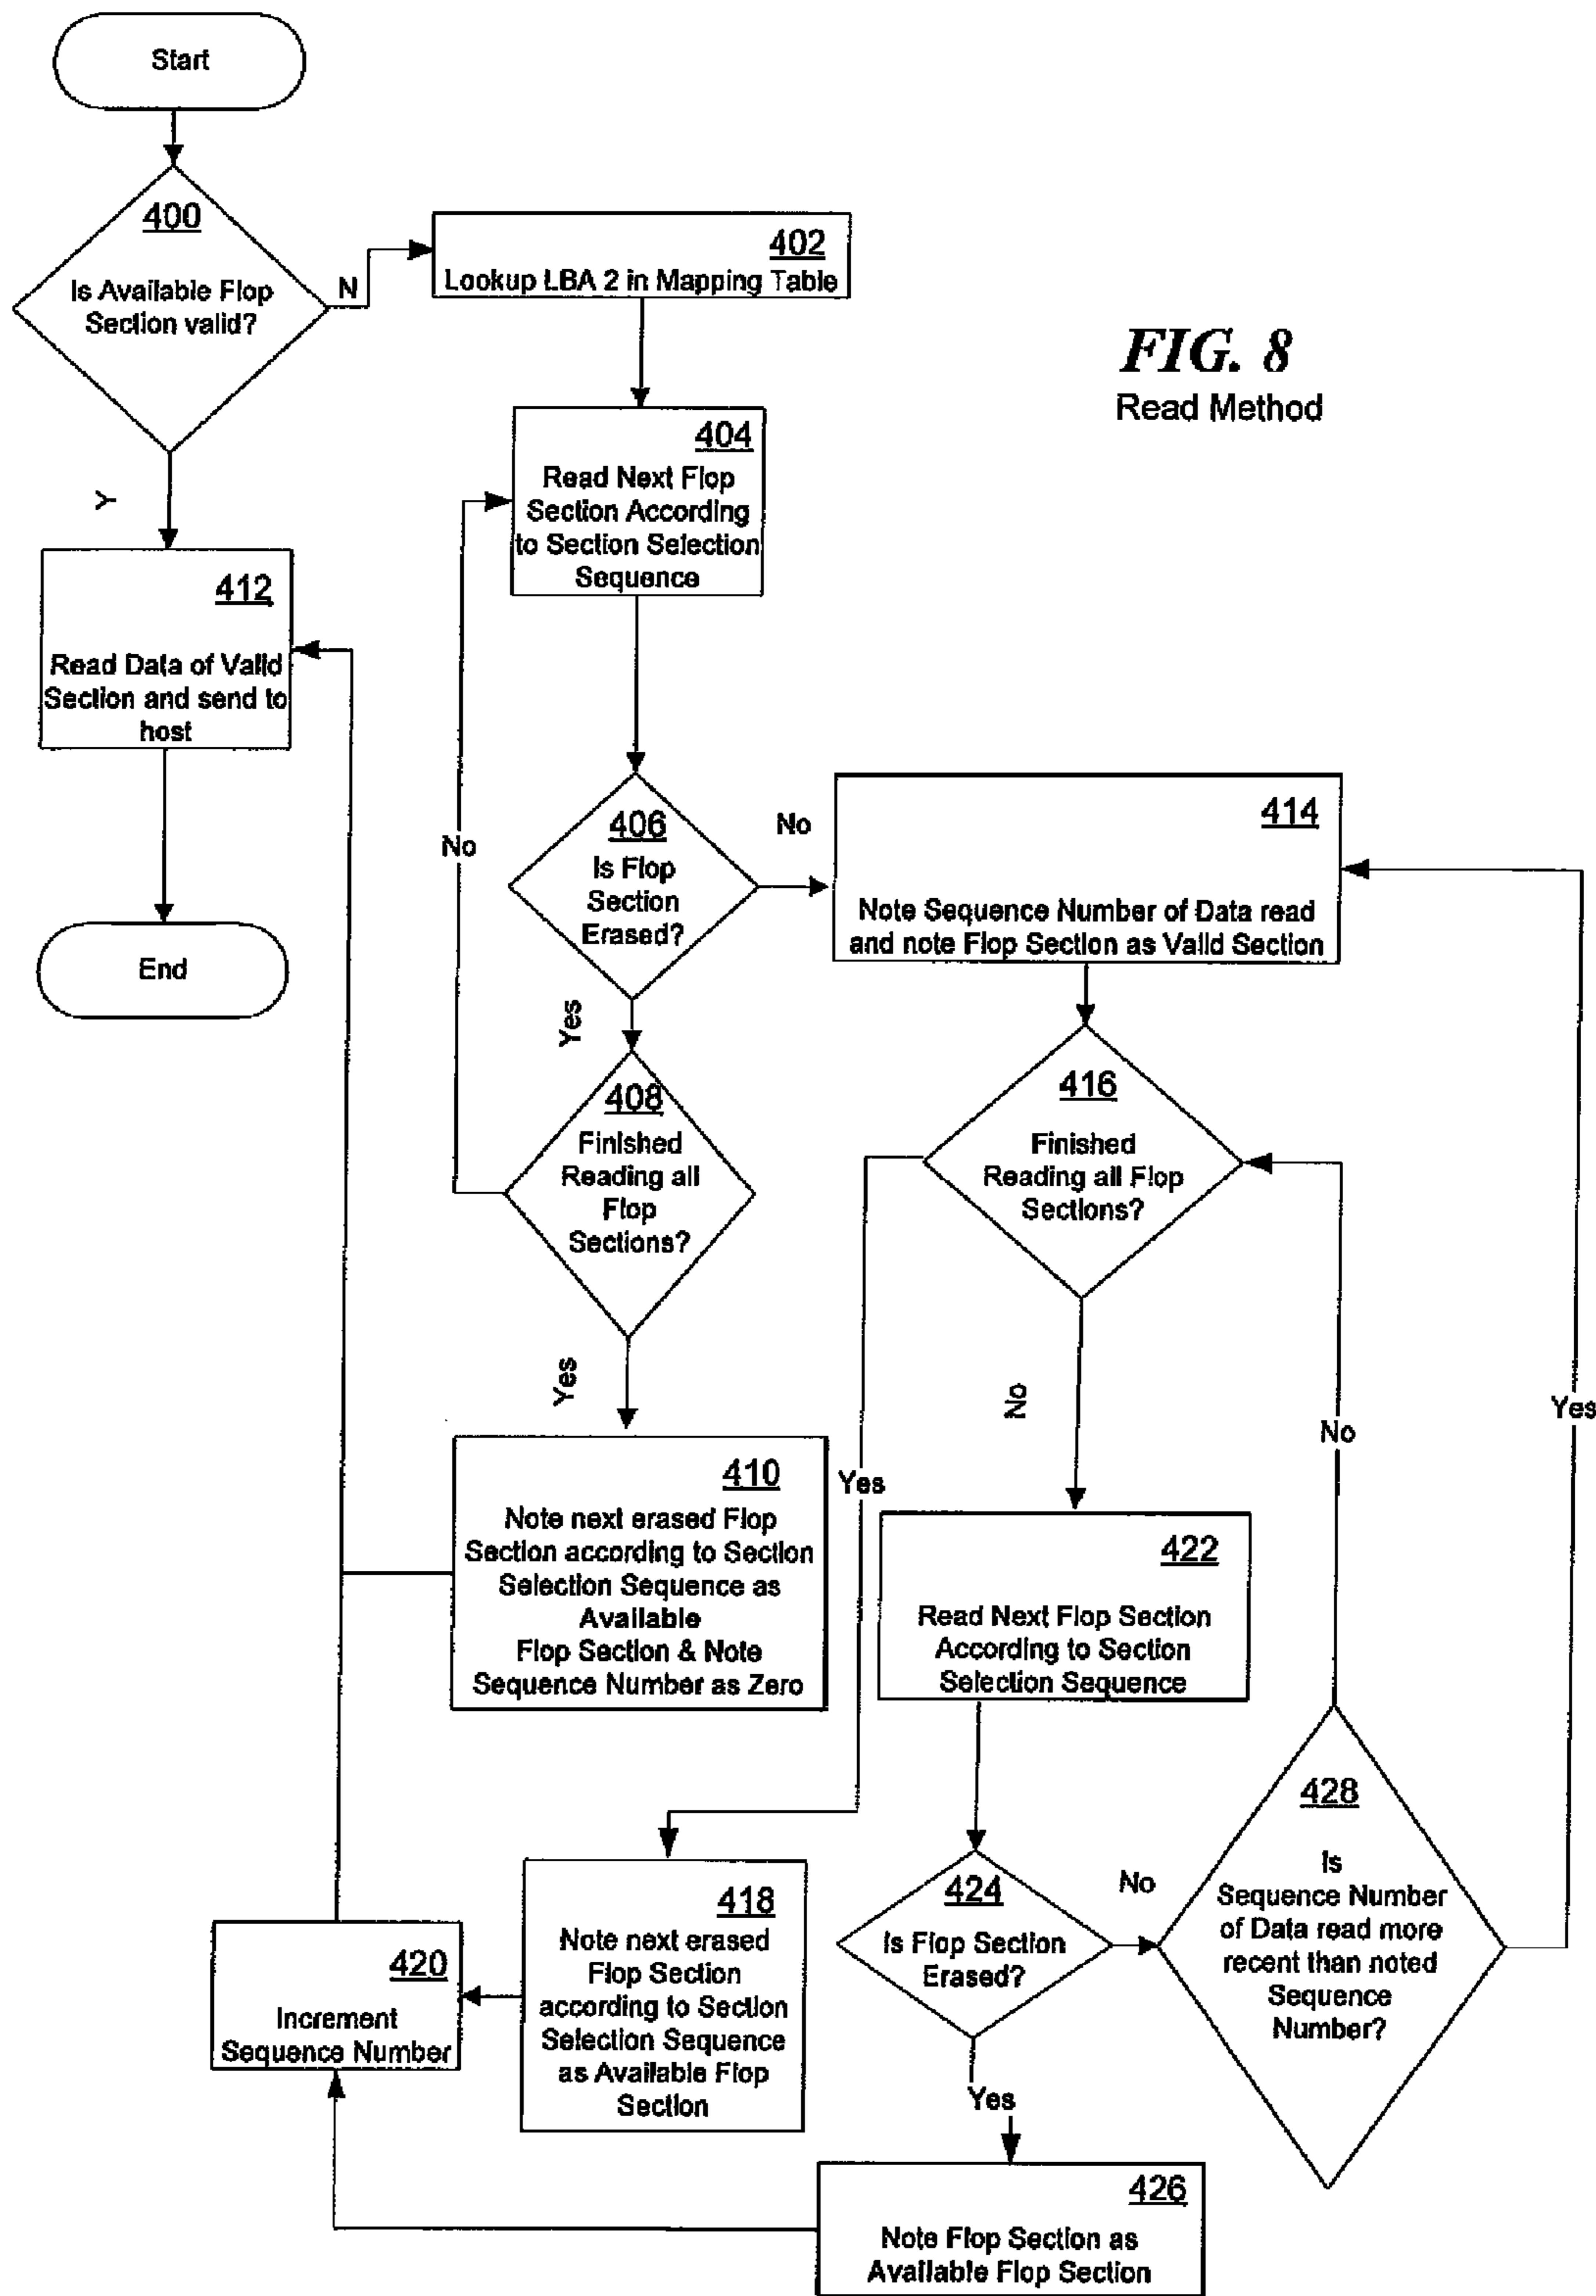 Start
400
Is Available Flop
Section valid?
N
Y
402
Lookup LBA 2 in Mapping Table
FIG. 8
Read Method
404
Read Next Flop
Section According
to Section Selection
Sequence
412
Read Data of Valid
Section and send to
host
End
No
406
Is Flop
Section
Erased?
No
Yes
414
Note Sequence Number of Data read
and note Flop Section as Valid Section
408
Finished
Reading all
Flop
Sections?
Yes
416
Finished
Reading all Flop
Sections?
No
Yes
No
Yes
410
Note next erased Flop
Section according to Section
Selection Sequence as
Available
Flop Section & Note
Sequence Number as Zero
422
Read Next Flop Section
According to Section
Selection Sequence
428
Is
Sequence Number
of Data read more
recent than noted
Sequence
Number?
424
Is Flop Section
Erased?
No
Yes
418
Note next erased
Flop Section
according to Section
Selection Sequence
as Available Flop
Section
420
Increment
Sequence Number
426
Note Flop Section as
Available Flop Section